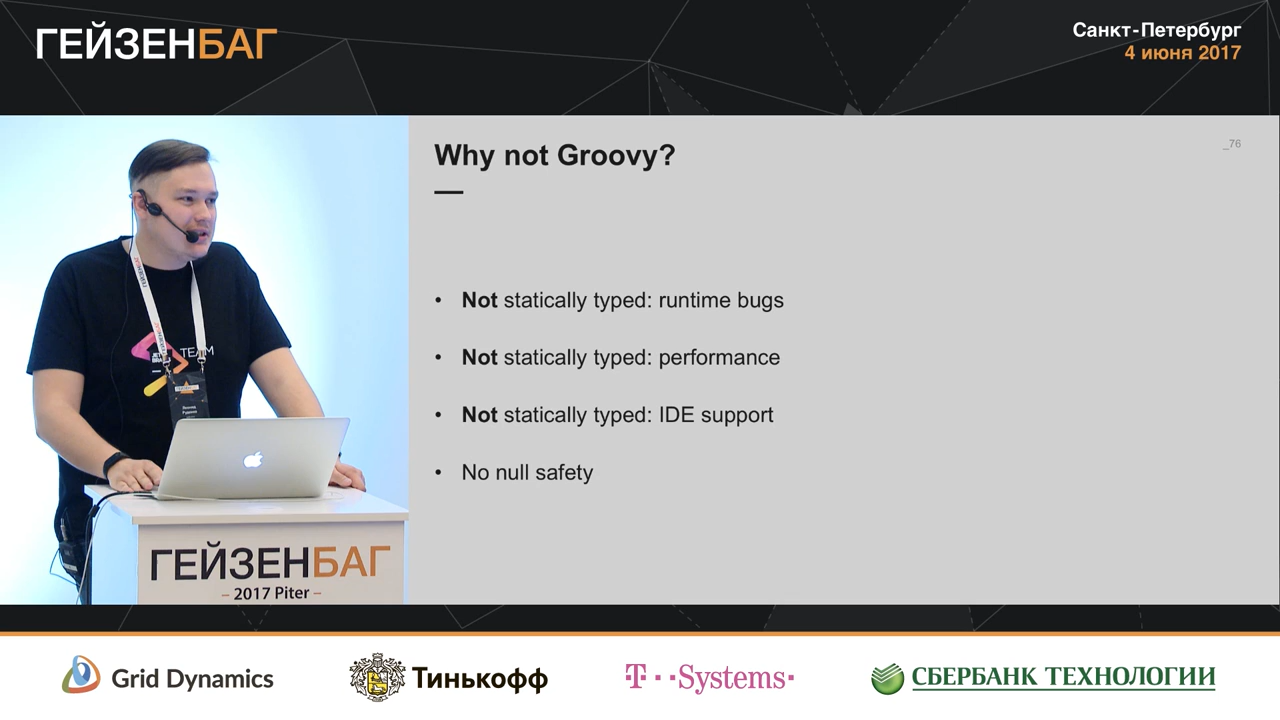 ГЕЙЗЕНБАГ
Санкт-Петербург
4 июня 2017
Why not Groovy?
_76
• Not statically typed: runtime bugs
• Not statically typed: performance
• Not statically typed: IDE support
• No null safety
TEAM
ГЕЙЗЕНБАГ
– 2017 Piter –
Grid Dynamics
Тинькофф
T··Systems·
СБЕРБАНК ТЕХНОЛОГИИ